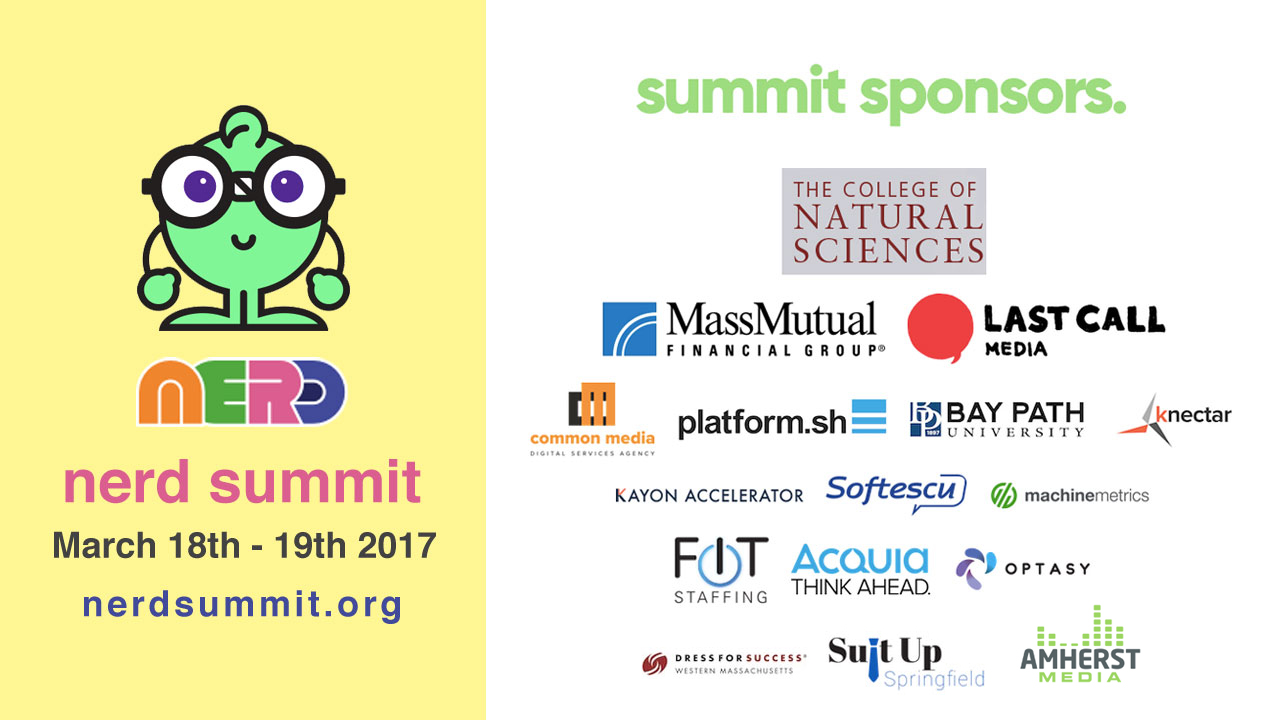 NERD
nerd summit
March 18th - 19th 2017
nerdsummit.org
summit sponsors.
THE COLLEGE OF
NATURAL
SCIENCES
MassMutual
FINANCIAL GROUP®
LAST CALL
MEDIA
common media
DIGITAL SERVICES AGENCY
platform.sh
BP
1897
BAY PATH
UNIVERSITY
knectar
KAYON ACCELERATOR
Softescu
machinemetrics
FIT
STAFFING
ACQUIA
THINK AHEAD.
OPTASY
DRESS FOR SUCCESS®
WESTERN MASSACHUSETTS
Suit Up
Springfield
AMHERST
MEDIA